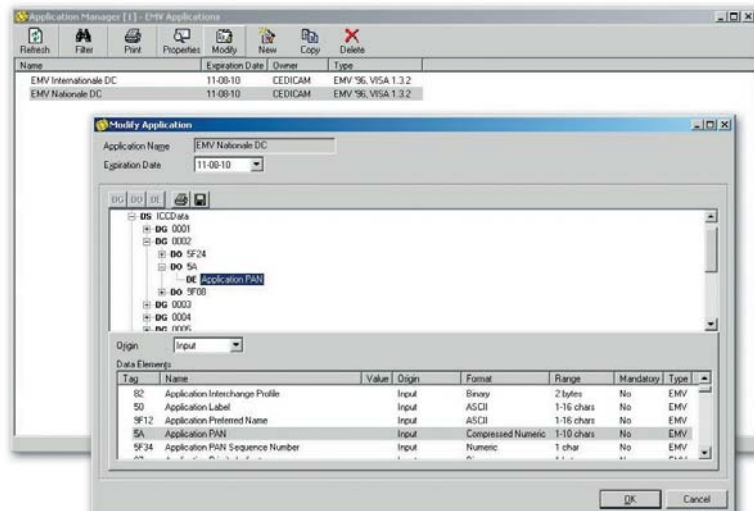 Application Manager [1] - EMV Applications
Refresh Filter Print Properties Modify New Copy Delete
Name Expiration Date Owner Type
EMV Internationale DC 11-08-10 CEDICAM EMV '96, VISA 1.3.2
EMV Nationale DC 11-08-10 CEDICAM EMV '96, VISA 1.3.2
Modify Application
Application Name EMV Nationale DC
Expiration Date 11-08-10
DG DO DE
DS ICCData
DG 0001
DG 0002
DO 5F24
DO 5A
DE Application PAN
DO 9F08
DG 0003
DG 0004
DG 0005
Origin Input
Data Elements
Tag Name Value Origin Format Range Mandatory Type
82 Application Interchange Profile Input Binary 2 bytes No EMV
50 Application Label Input ASCII 1-16 chars No EMV
9F12 Application Preferred Name Input ASCII 1-16 chars No EMV
5A Application PAN Input Compressed Numeric 1-10 chars No EMV
5F34 Application PAN Sequence Number Input Numeric 1 char No EMV
OK Cancel